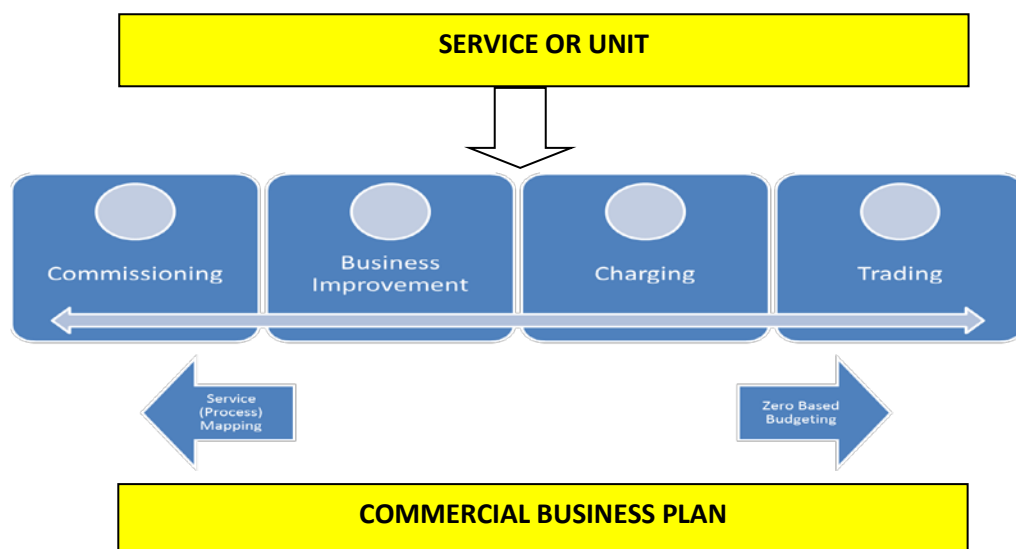 SERVICE OR UNIT
Commissioning
Business
Improvement
Charging
Trading
Service
(Process)
Mapping
Zero Based
Budgeting
COMMERCIAL BUSINESS PLAN